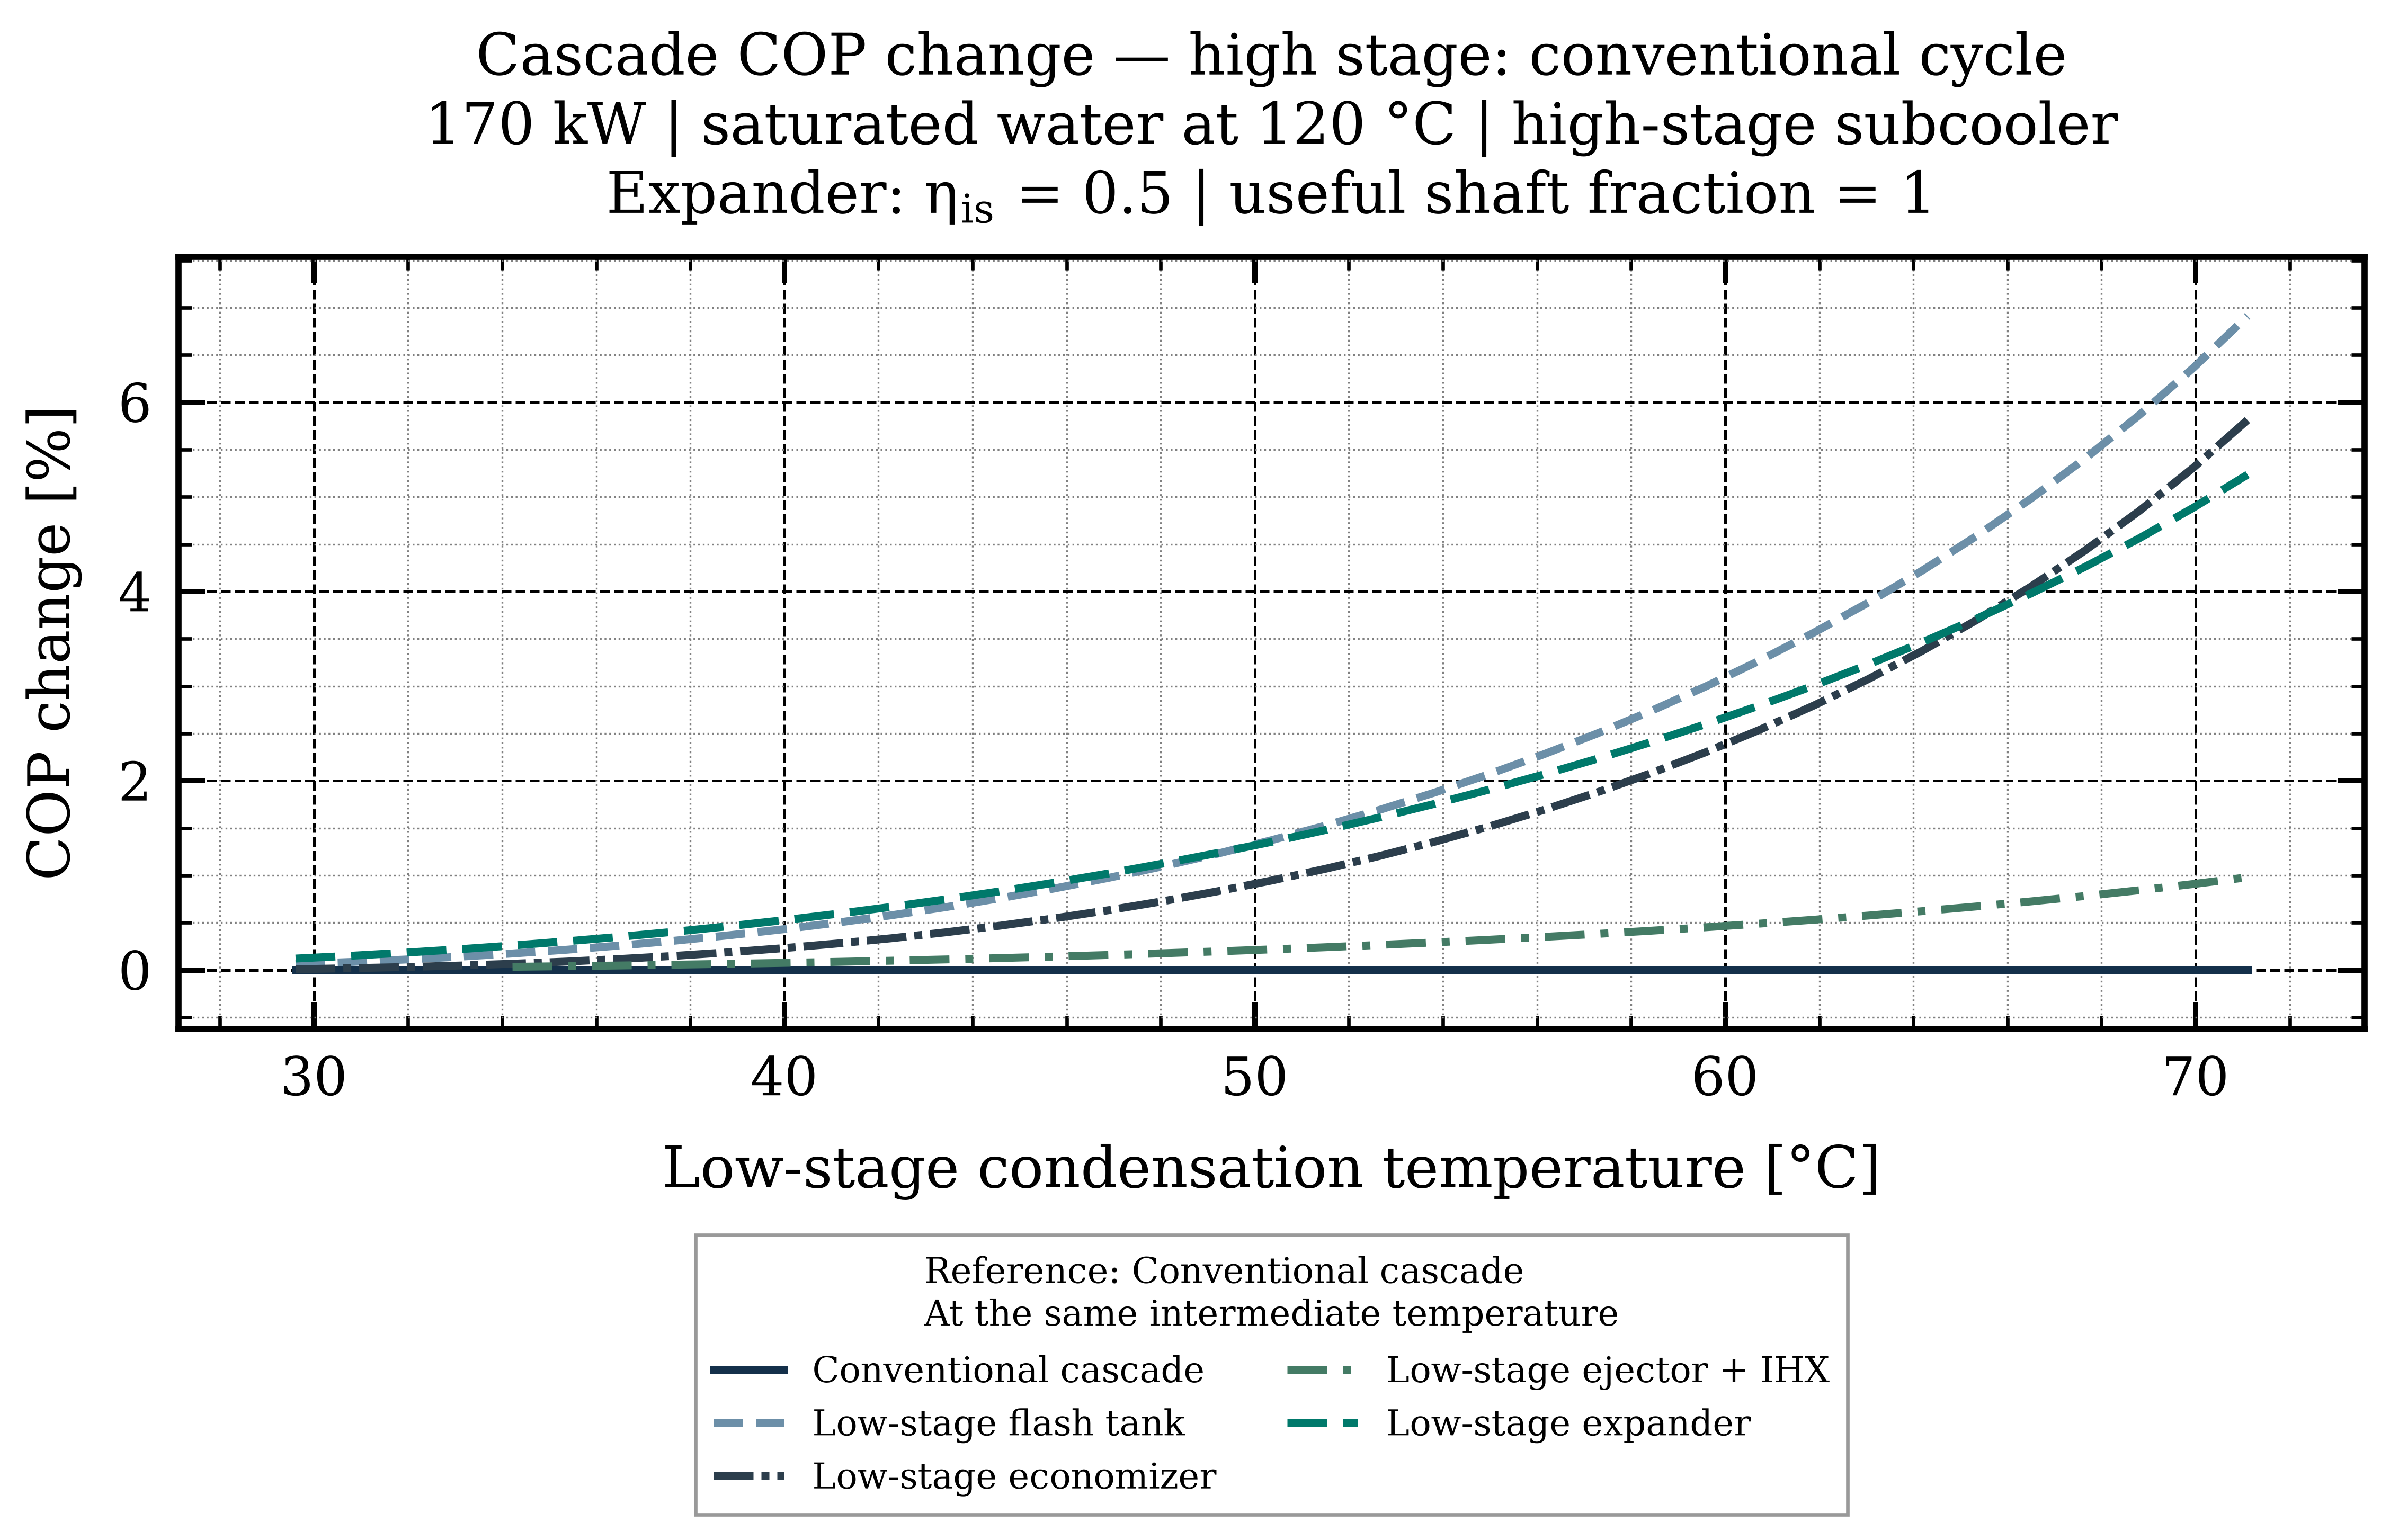 Cascade COP change — high stage: conventional cycle
170 kW | saturated water at 120 °C | high-stage subcooler
Expander: ηis = 0.5 | useful shaft fraction = 1
COP change [%]
6
4
2
0
30 40 50 60 70
Low-stage condensation temperature [°C]
Reference: Conventional cascade
At the same intermediate temperature
Conventional cascade
Low-stage flash tank
Low-stage economizer
Low-stage ejector + IHX
Low-stage expander